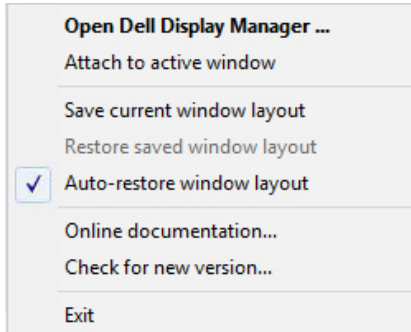 Open Dell Display Manager ...
Attach to active window
Save current window layout
Restore saved window layout
Auto-restore window layout
Online documentation...
Check for new version...
Exit